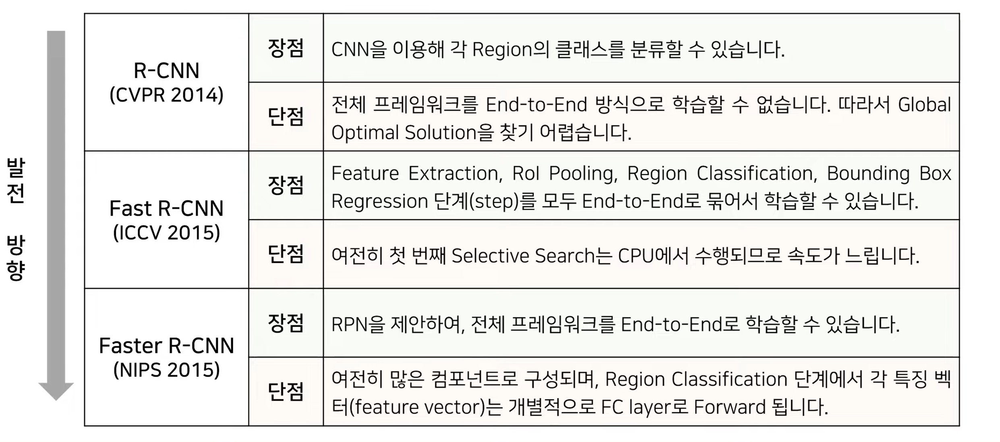 발
전
방
향
R-CNN
(CVPR 2014)
장점
CNN을 이용해 각 Region의 클래스를 분류할 수 있습니다.
단점
전체 프레임워크를 End-to-End 방식으로 학습할 수 없습니다. 따라서 Global
Optimal Solution을 찾기 어렵습니다.
Fast R-CNN
(ICCV 2015)
장점
Feature Extraction, RoI Pooling, Region Classification, Bounding Box
Regression 단계(step)를 모두 End-to-End로 묶어서 학습할 수 있습니다.
단점
여전히 첫 번째 Selective Search는 CPU에서 수행되므로 속도가 느립니다.
Faster R-CNN
(NIPS 2015)
장점
RPN을 제안하여, 전체 프레임워크를 End-to-End로 학습할 수 있습니다.
단점
여전히 많은 컴포넌트로 구성되며, Region Classification 단계에서 각 특징 벡
터(feature vector)는 개별적으로 FC layer로 Forward 됩니다.